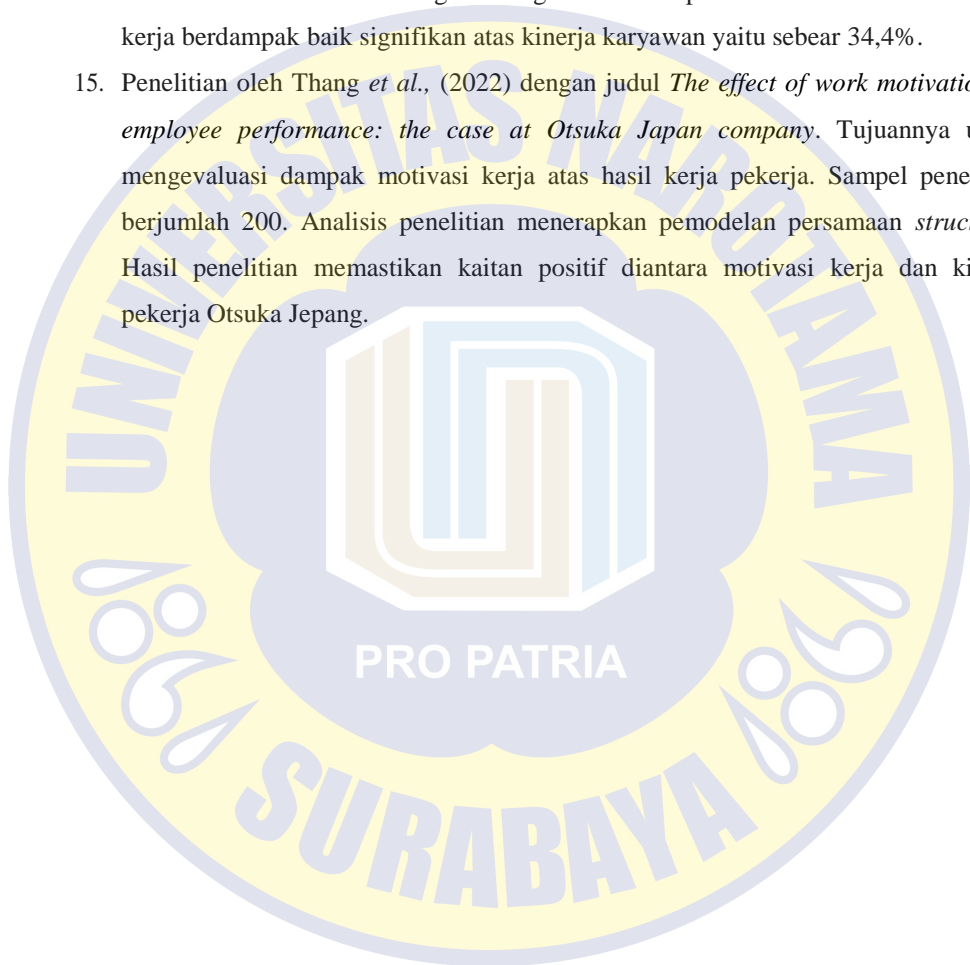 kerja berdampak baik signifikan atas kinerja karyawan yaitu sebear 34,4%.
15. Penelitian oleh Thang et al., (2022) dengan judul The effect of work motivatio
employee performance: the case at Otsuka Japan company. Tujuannya u
mengevaluasi dampak motivasi kerja atas hasil kerja pekerja. Sampel pene
berjumlah 200. Analisis penelitian menerapkan pemodelan persamaan struc
Hasil penelitian memastikan kaitan positif diantara motivasi kerja dan ki
pekerja Otsuka Jepang.
UNIVERSITAS NAROTAMA
PRO PATRIA
SURABAYA